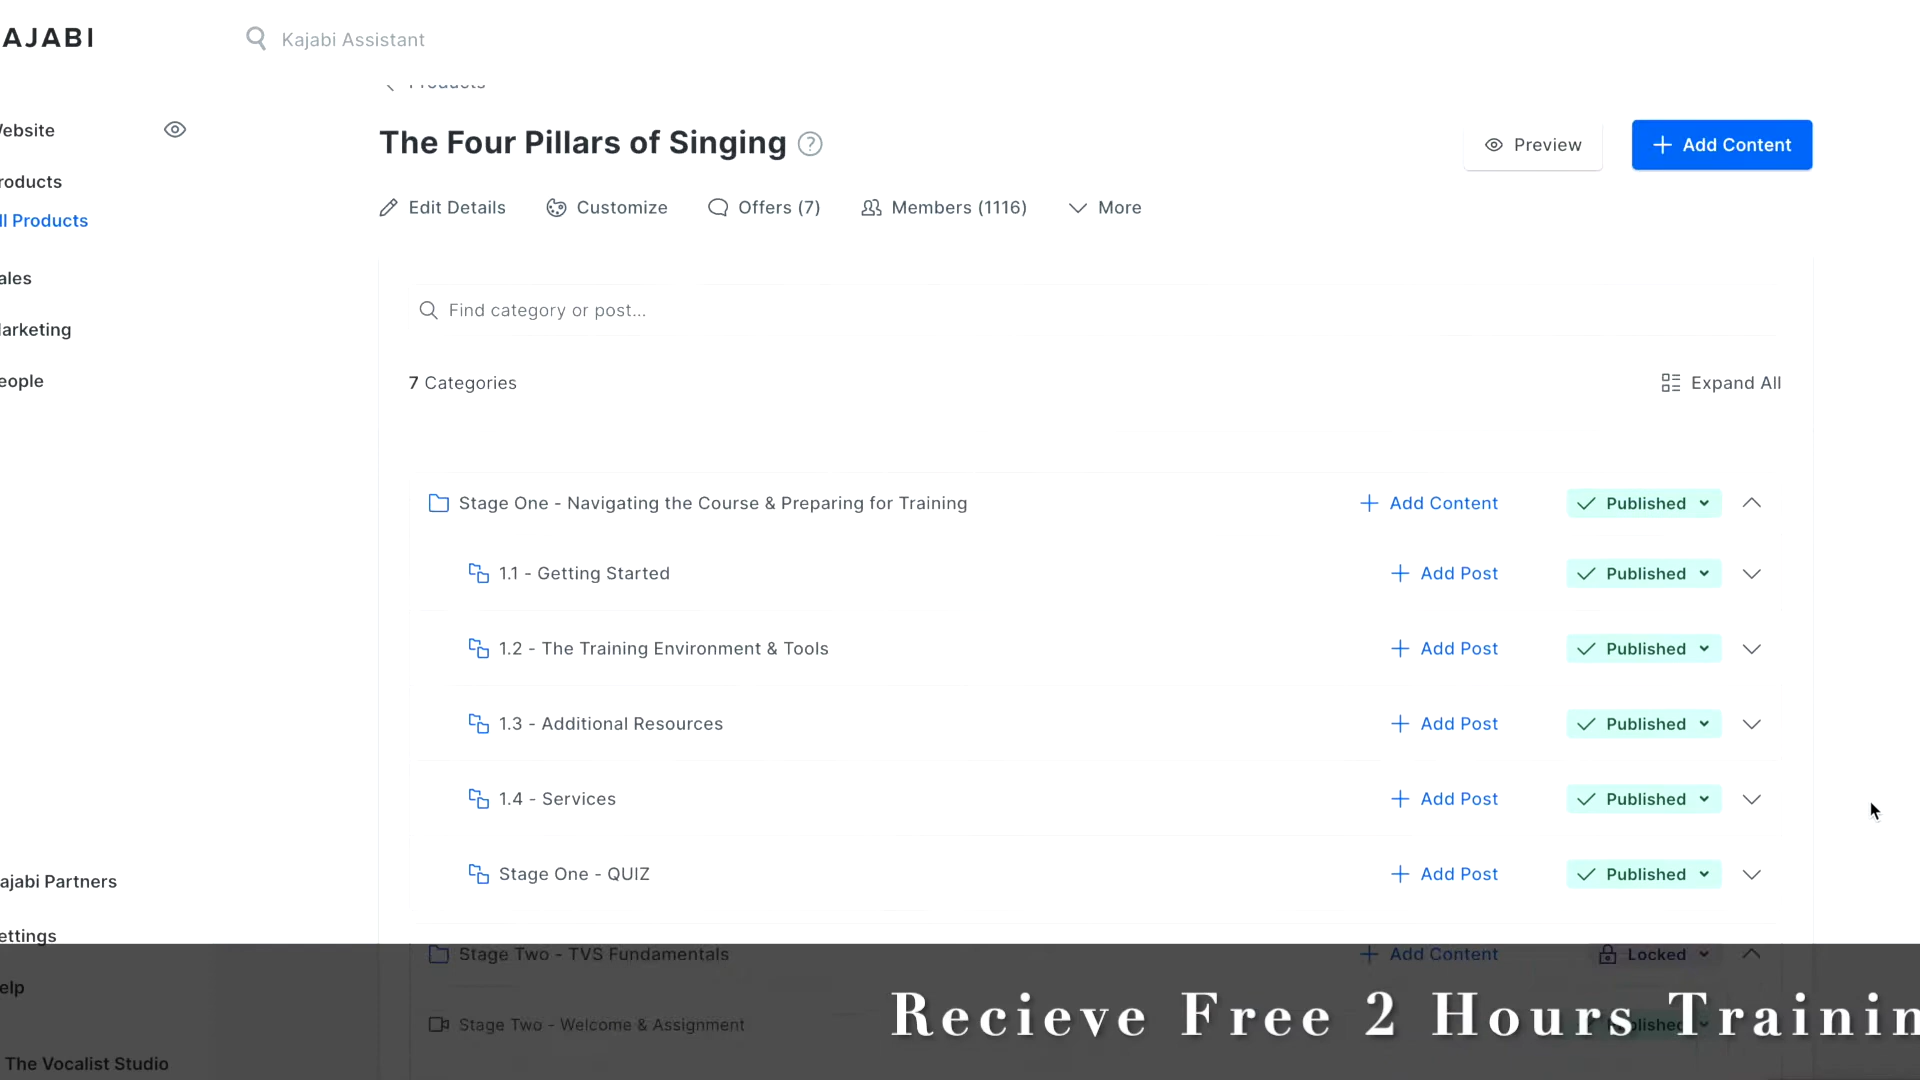 AJABI
Kajabi Assistant
Products
The Four Pillars of Singing ?
Preview
+ Add Content
ebsite
roducts
ll Products
ales
arketing
eople
Edit Details
Customize
Offers (7)
Members (1116)
More
Find category or post...
7 Categories
Expand All
Stage One - Navigating the Course & Preparing for Training
+ Add Content
Published
1.1 - Getting Started
+ Add Post
Published
1.2 - The Training Environment & Tools
+ Add Post
Published
1.3 - Additional Resources
+ Add Post
Published
1.4 - Services
+ Add Post
Published
Stage One - QUIZ
+ Add Post
Published
ajabi Partners
ettings
elp
The Vocalist Studio
Stage Two - TVS Fundamentals
+ Add Content
Locked
Stage Two - Welcome & Assignment
Published
Recieve Free 2 Hours Trainin